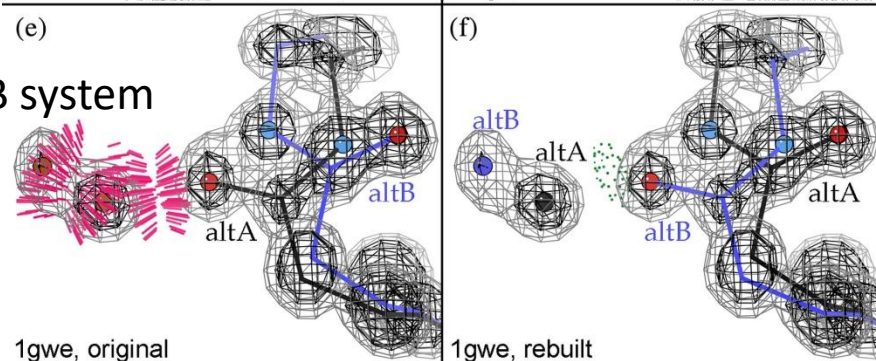 (e)
(f)
B system
altB
altA
altB
altA
altA
altB
1gwe, original
1gwe, rebuilt